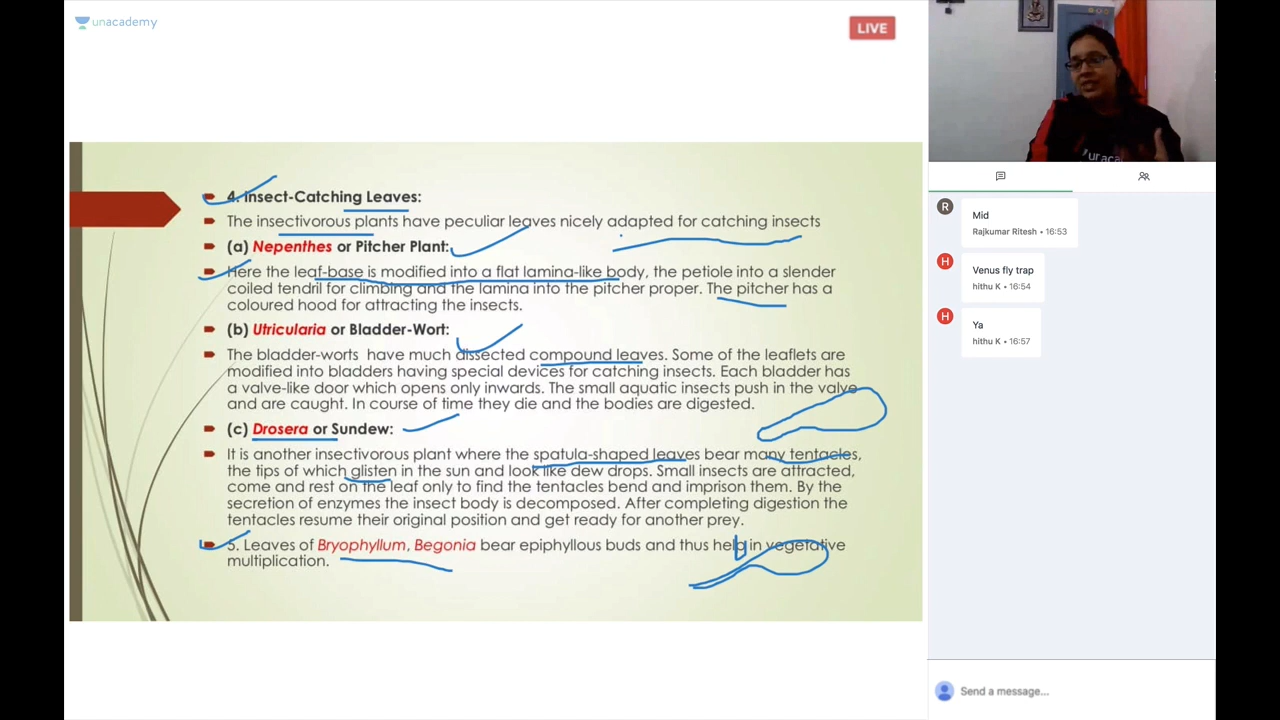 unacademy
LIVE
4. Insect-Catching Leaves:
The insectivorous plants have peculiar leaves nicely adapted for catching insects
(a) Nepenthes or Pitcher Plant:
Here the leaf-base is modified into a flat lamina-like body, the petiole into a slender
coiled tendril for climbing and the lamina into the pitcher proper. The pitcher has a
coloured hood for attracting the insects.
(b) Utricularia or Bladder-Wort:
The bladder-worts have much dissected compound leaves. Some of the leaflets are
modified into bladders having special devices for catching insects. Each bladder has
a valve-like door which opens only inwards. The small aquatic insects push in the valve
and are caught. In course of time they die and the bodies are digested.
(c) Drosera or Sundew:
It is another insectivorous plant where the spatula-shaped leaves bear many tentacles,
the tips of which glisten in the sun and look like dew drops. Small insects are attracted,
come and rest on the leaf only to find the tentacles bend and imprison them. By the
secretion of enzymes the insect body is decomposed. After completing digestion the
tentacles resume their original position and get ready for another prey.
5. Leaves of Bryophyllum, Begonia bear epiphyllous buds and thus help in vegetative
multiplication.
R
Mid
Rajkumar Ritesh • 16:53
H
Venus fly trap
hithu K • 16:54
H
Ya
hithu K • 16:57
Send a message...